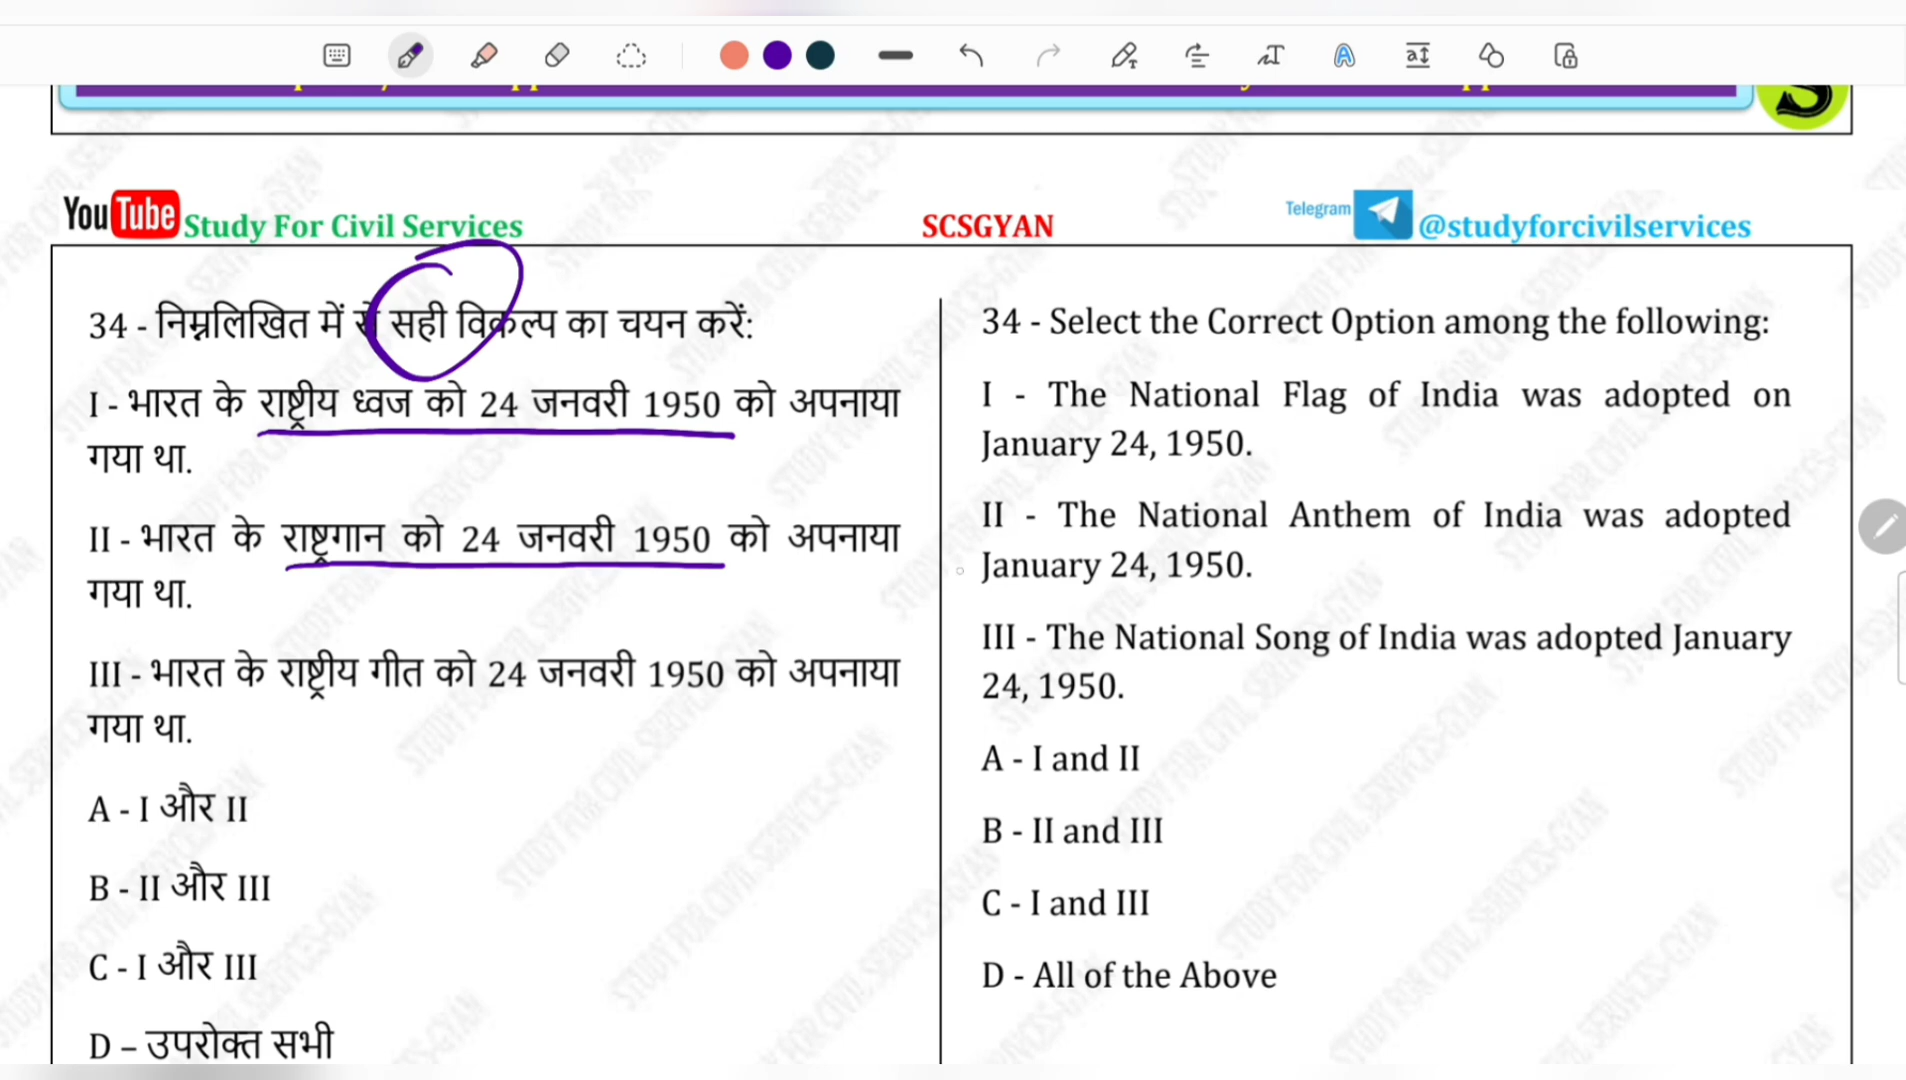 YouTube Study For Civil Services
SCSGYAN
Telegram @studyforcivilservices
34 - निम्नलिखित में से सही विकल्प का चयन करें:
I - भारत के राष्ट्रीय ध्वज को 24 जनवरी 1950 को अपनाया
गया था.
II - भारत के राष्ट्रगान को 24 जनवरी 1950 को अपनाया
गया था.
III - भारत के राष्ट्रीय गीत को 24 जनवरी 1950 को अपनाया
गया था.
A - I और II
B - II और III
C - I और III
D – उपरोक्त सभी
34 - Select the Correct Option among the following:
I - The National Flag of India was adopted on
January 24, 1950.
II - The National Anthem of India was adopted
January 24, 1950.
III - The National Song of India was adopted January
24, 1950.
A - I and II
B - II and III
C - I and III
D - All of the Above